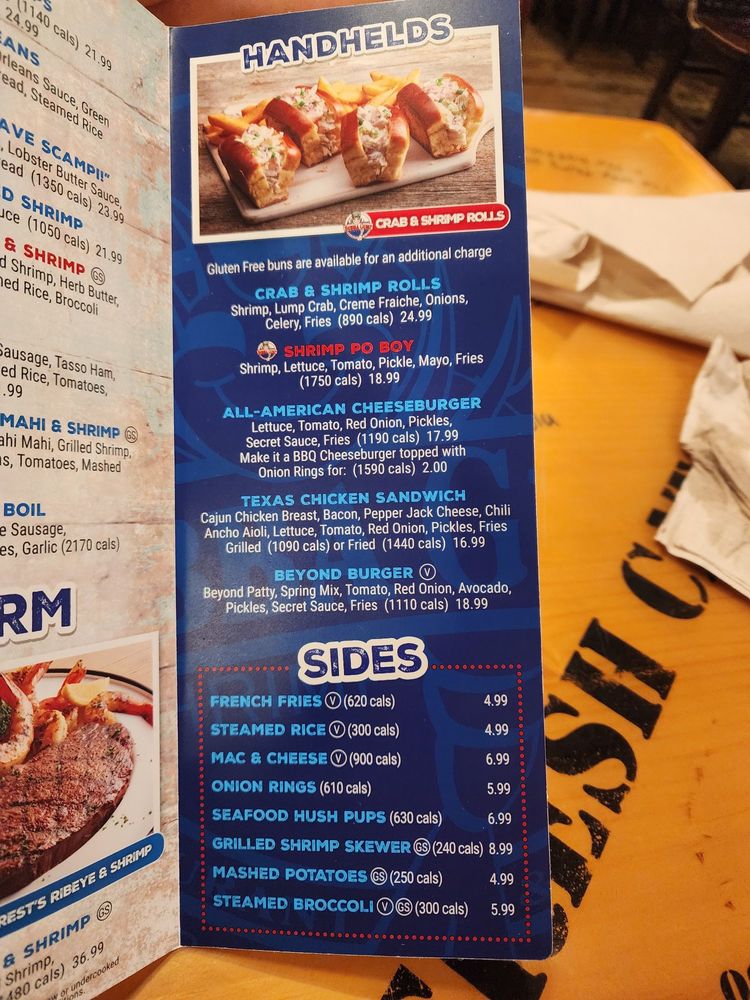 (1140 cals) 21.99
24.99
EANS
Orleans Sauce, Green
ead, Steamed Rice
AVE SCAMPI!"
, Lobster Butter Sauce,
ead (1350 cals) 23.99
D SHRIMP
uce (1050 cals) 21.99
& SHRIMP GS
d Shrimp, Herb Butter,
ed Rice, Broccoli
Sausage, Tasso Ham,
ed Rice, Tomatoes,
.99
MAHI & SHRIMP GS
ahi Mahi, Grilled Shrimp,
s, Tomatoes, Mashed
BOIL
e Sausage,
es, Garlic (2170 cals)
RM
REST'S RIBEYE & SHRIMP
& SHRIMP GS
Shrimp,
480 cals) 36.99
w or undercooked
HANDHELDS
CRAB & SHRIMP ROLLS
Gluten Free buns are available for an additional charge
CRAB & SHRIMP ROLLS
Shrimp, Lump Crab, Creme Fraiche, Onions,
Celery, Fries (890 cals) 24.99
SHRIMP PO BOY
Shrimp, Lettuce, Tomato, Pickle, Mayo, Fries
(1750 cals) 18.99
ALL-AMERICAN CHEESEBURGER
Lettuce, Tomato, Red Onion, Pickles,
Secret Sauce, Fries (1190 cals) 17.99
Make it a BBQ Cheeseburger topped with
Onion Rings for: (1590 cals) 2.00
TEXAS CHICKEN SANDWICH
Cajun Chicken Breast, Bacon, Pepper Jack Cheese, Chili
Ancho Aioli, Lettuce, Tomato, Red Onion, Pickles, Fries
Grilled (1090 cals) or Fried (1440 cals) 16.99
BEYOND BURGER V
Beyond Patty, Spring Mix, Tomato, Red Onion, Avocado,
Pickles, Secret Sauce, Fries (1110 cals) 18.99
SIDES
FRENCH FRIES V (620 cals) 4.99
STEAMED RICE V (300 cals) 4.99
MAC & CHEESE V (900 cals) 6.99
ONION RINGS (610 cals) 5.99
SEAFOOD HUSH PUPS (630 cals) 6.99
GRILLED SHRIMP SKEWER GS (240 cals) 8.99
MASHED POTATOES GS (250 cals) 4.99
STEAMED BROCCOLI V GS (300 cals) 5.99
RESH CA